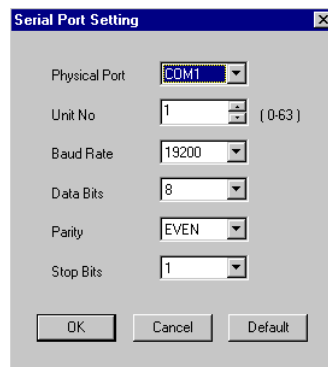 Serial Port Setting
Physical Port COM1
Unit No 1 ( 0-63 )
Baud Rate 19200
Data Bits 8
Parity EVEN
Stop Bits 1
OK Cancel Default